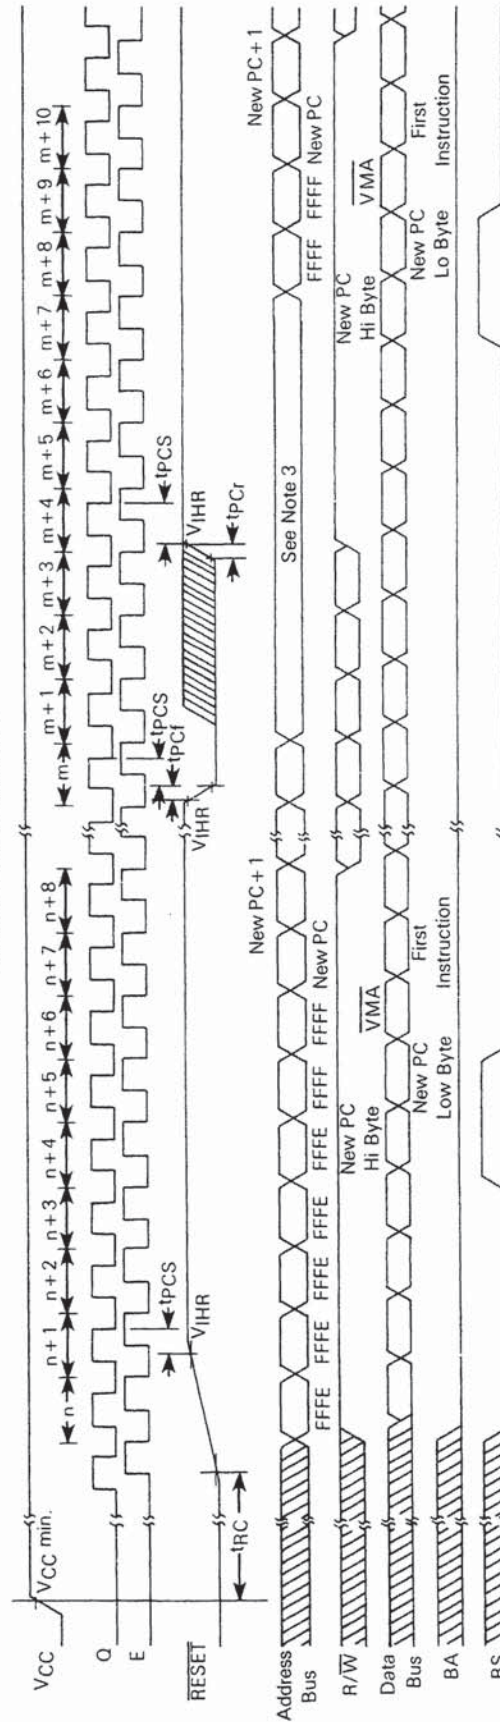 VCC
VCC min.
n
n+1
n+2
n+3
n+4
n+5
n+6
n+7
n+8
m
m+1
m+2
m+3
m+4
m+5
m+6
m+7
m+8
m+9
m+10
Q
E
tPCS
tPCS
tPCf
tPCS
RESET
tRC
VIHR
VIHR
VIHR
tPCr
New PC+1
New PC+1
Address
Bus
FFFE
FFFE
FFFE
FFFE
FFFE
FFFF
FFFF
New PC
See Note 3
FFFF
FFFF
New PC
R/W
New PC
Hi Byte
VMA
New PC
Hi Byte
VMA
Data
Bus
New PC
Low Byte
First
Instruction
New PC
Lo Byte
First
Instruction
BA
BS